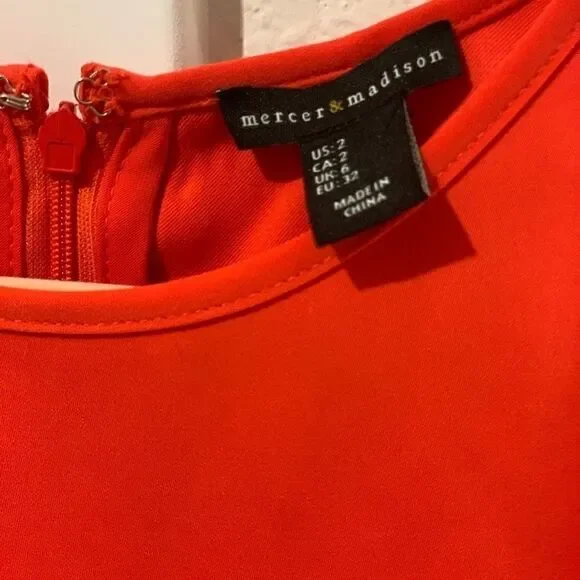 mercer&madison
US: 2
CA: 2
UK: 6
EU: 32
MADE IN
CHINA